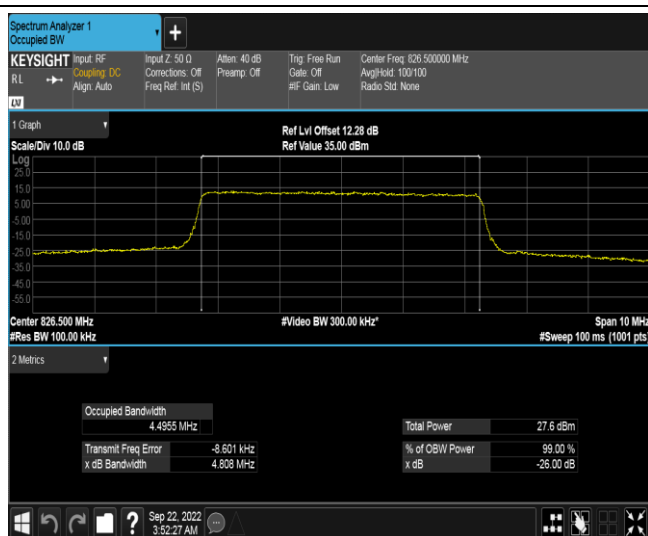 Spectrum Analyzer 1
Occupied BW
+
KEYSIGHT Input: RF Input Z: 50 Ω Atten: 40 dB Trig: Free Run Center Freq: 826.500000 MHz
RL Coupling: DC Corrections: Off Preamp: Off Gate: Off Avg|Hold: 100/100
Align: Auto Freq Ref: Int (S) #IF Gain: Low Radio Std: None
LXI
1 Graph
Ref Lvl Offset 12.28 dB
Scale/Div 10.0 dB Ref Value 35.00 dBm
Log
25.0
15.0
5.00
-5.00
-15.0
-25.0
-35.0
-45.0
-55.0
Center 826.500 MHz #Video BW 300.00 kHz* Span 10 MHz
#Res BW 100.00 kHz #Sweep 100 ms (1001 pts)
2 Metrics
Occupied Bandwidth
4.4955 MHz Total Power 27.6 dBm
Transmit Freq Error -8.601 kHz % of OBW Power 99.00 %
x dB Bandwidth 4.808 MHz x dB -26.00 dB
? Sep 22, 2022
3:52:27 AM